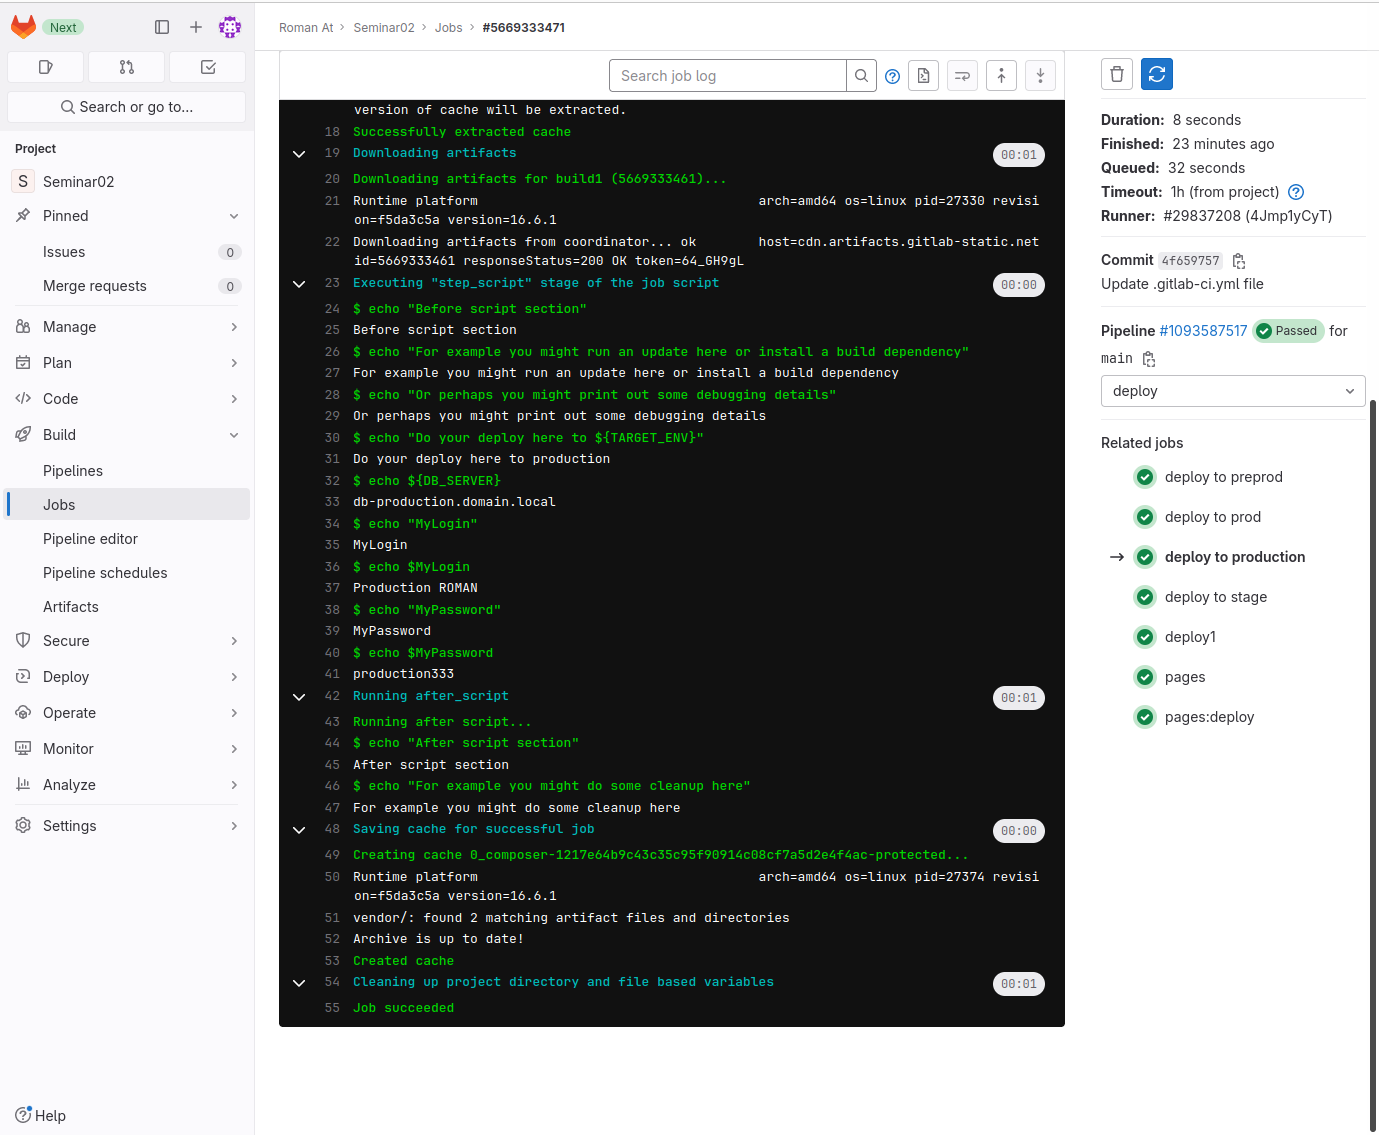 Next
Search or go to...
Project
S Seminar02
Pinned
Issues 0
Merge requests 0
Manage
Plan
Code
Build
Pipelines
Jobs
Pipeline editor
Pipeline schedules
Artifacts
Secure
Deploy
Operate
Monitor
Analyze
Settings
Help
Roman At › Seminar02 › Jobs › #5669333471
Search job log
version of cache will be extracted.
18 Successfully extracted cache
19 Downloading artifacts 00:01
20 Downloading artifacts for build1 (5669333461)...
21 Runtime platform arch=amd64 os=linux pid=27330 revisi
on=f5da3c5a version=16.6.1
22 Downloading artifacts from coordinator... ok host=cdn.artifacts.gitlab-static.net
id=5669333461 responseStatus=200 OK token=64_GH9gL
23 Executing "step_script" stage of the job script 00:00
24 $ echo "Before script section"
25 Before script section
26 $ echo "For example you might run an update here or install a build dependency"
27 For example you might run an update here or install a build dependency
28 $ echo "Or perhaps you might print out some debugging details"
29 Or perhaps you might print out some debugging details
30 $ echo "Do your deploy here to ${TARGET_ENV}"
31 Do your deploy here to production
32 $ echo ${DB_SERVER}
33 db-production.domain.local
34 $ echo "MyLogin"
35 MyLogin
36 $ echo $MyLogin
37 Production ROMAN
38 $ echo "MyPassword"
39 MyPassword
40 $ echo $MyPassword
41 production333
42 Running after_script 00:01
43 Running after script...
44 $ echo "After script section"
45 After script section
46 $ echo "For example you might do some cleanup here"
47 For example you might do some cleanup here
48 Saving cache for successful job 00:00
49 Creating cache 0_composer-1217e64b9c43c35c95f90914c08cf7a5d2e4f4ac-protected...
50 Runtime platform arch=amd64 os=linux pid=27374 revisi
on=f5da3c5a version=16.6.1
51 vendor/: found 2 matching artifact files and directories
52 Archive is up to date!
53 Created cache
54 Cleaning up project directory and file based variables 00:01
55 Job succeeded
Duration: 8 seconds
Finished: 23 minutes ago
Queued: 32 seconds
Timeout: 1h (from project)
Runner: #29837208 (4Jmp1yCyT)
Commit 4f659757
Update .gitlab-ci.yml file
Pipeline #1093587517 Passed for
main
deploy
Related jobs
deploy to preprod
deploy to prod
→ deploy to production
deploy to stage
deploy1
pages
pages:deploy